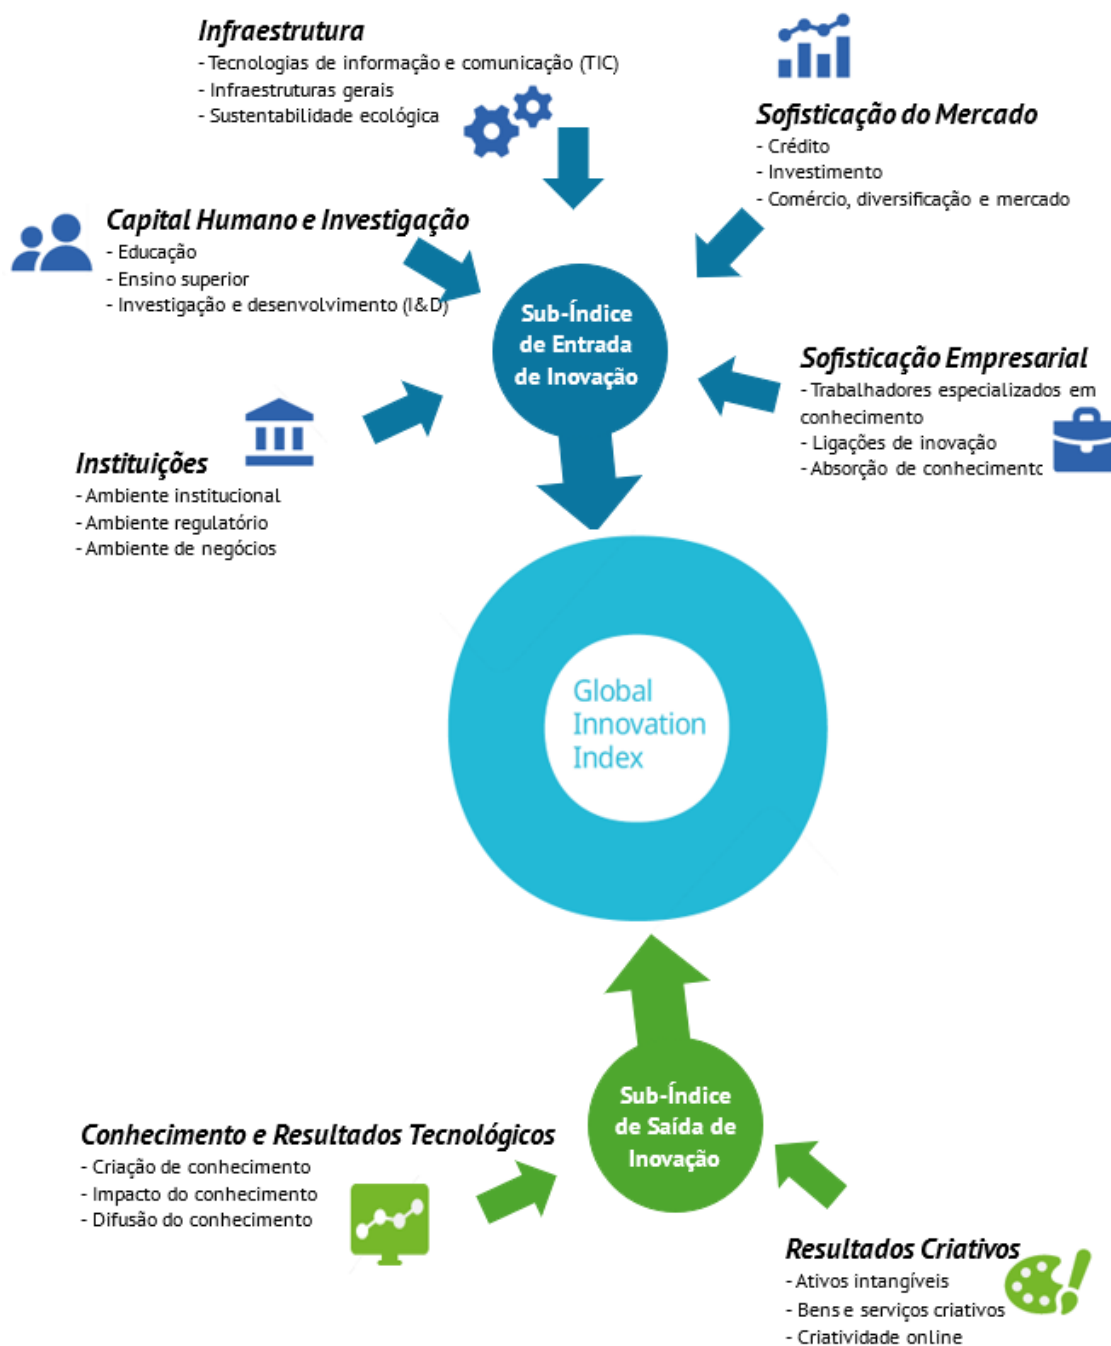 Infraestrutura
- Tecnologias de informação e comunicação (TIC)
- Infraestruturas gerais
- Sustentabilidade ecológica
Sofisticação do Mercado
- Crédito
- Investimento
- Comércio, diversificação e mercado
Capital Humano e Investigação
- Educação
- Ensino superior
- Investigação e desenvolvimento (I&D)
Sub-Índice
de Entrada
de Inovação
Sofisticação Empresarial
- Trabalhadores especializados em
conhecimento
- Ligações de inovação
- Absorção de conhecimento
Instituições
- Ambiente institucional
- Ambiente regulatório
- Ambiente de negócios
Global
Innovation
Index
Sub-Índice
de Saída de
Inovação
Conhecimento e Resultados Tecnológicos
- Criação de conhecimento
- Impacto do conhecimento
- Difusão do conhecimento
Resultados Criativos
- Ativos intangíveis
- Bens e serviços criativos
- Criatividade online